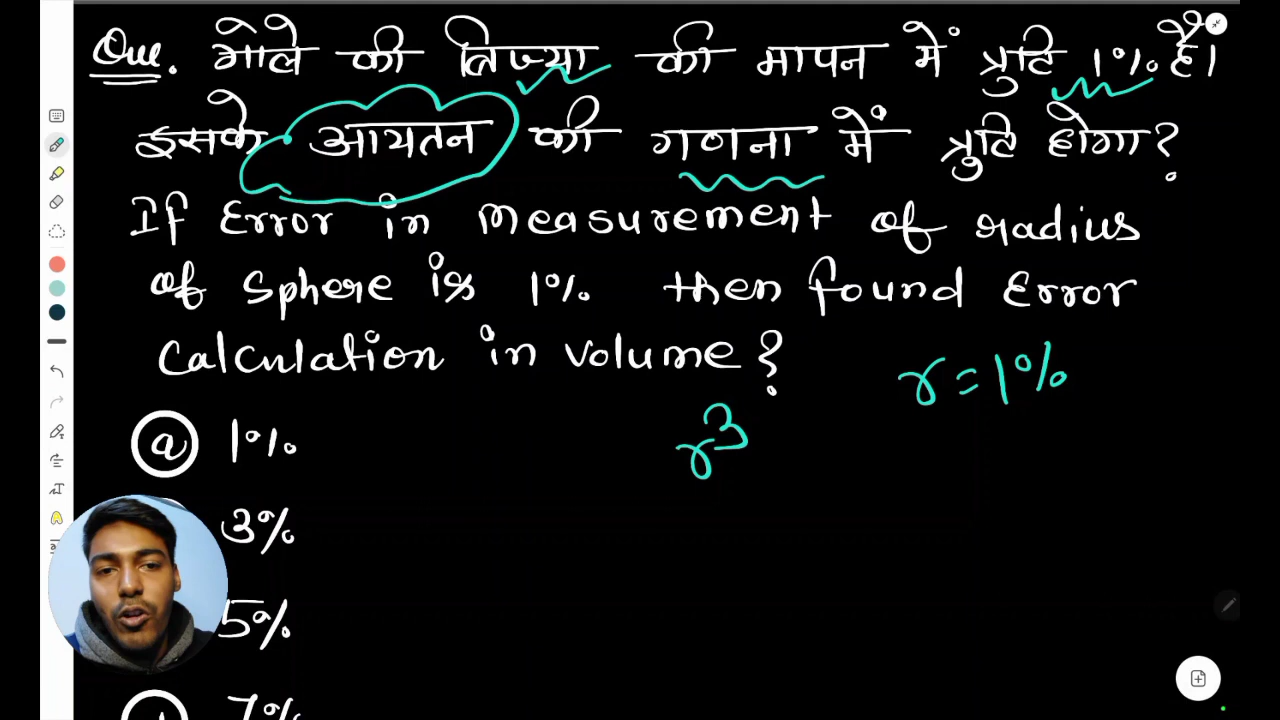 Que. गोले की त्रिज्या की मापन में त्रुटि 1% है।
इसके आयतन की गणना में त्रुटि होगा?
If Error in measurement of radius
of sphere is 1% then found Error
Calculation in volume?
r = 1%
r³
a 1%
3%
5%
d 7%